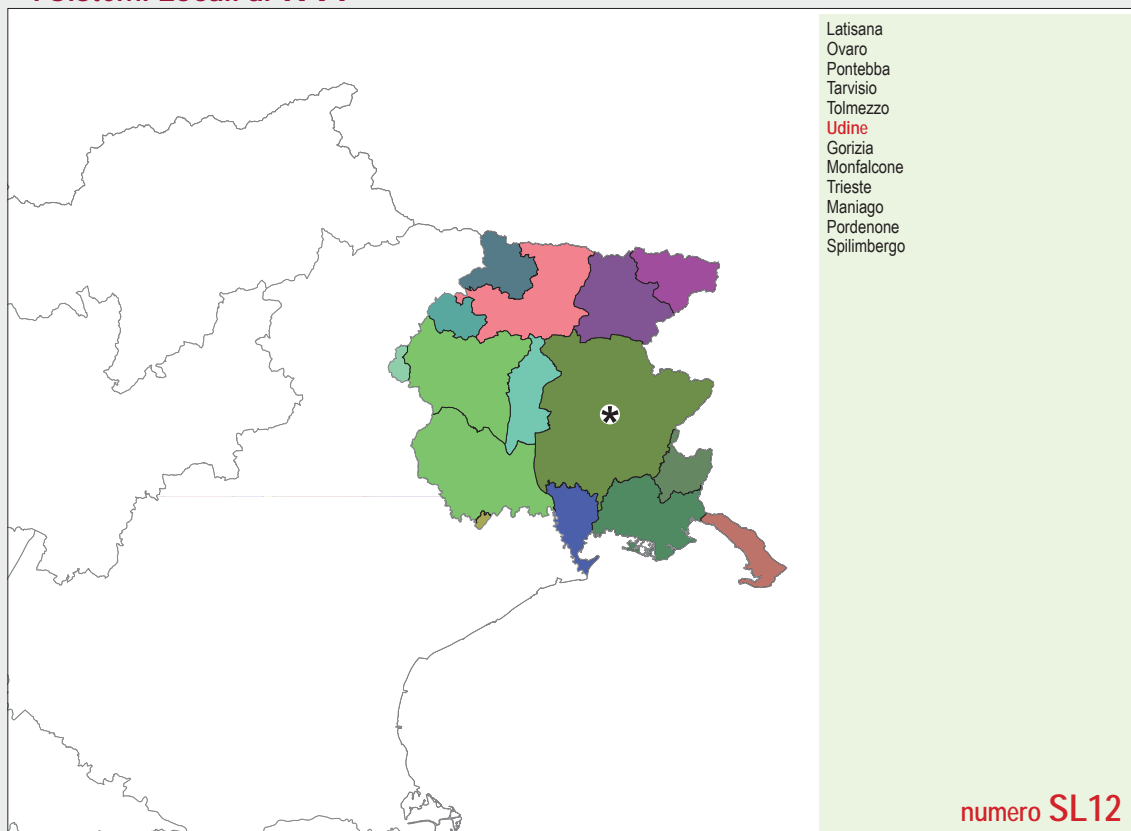 Latisana
Ovaro
Pontebba
Tarvisio
Tolmezzo
Udine
Gorizia
Monfalcone
Trieste
Maniago
Pordenone
Spilimbergo
*
numero SL12